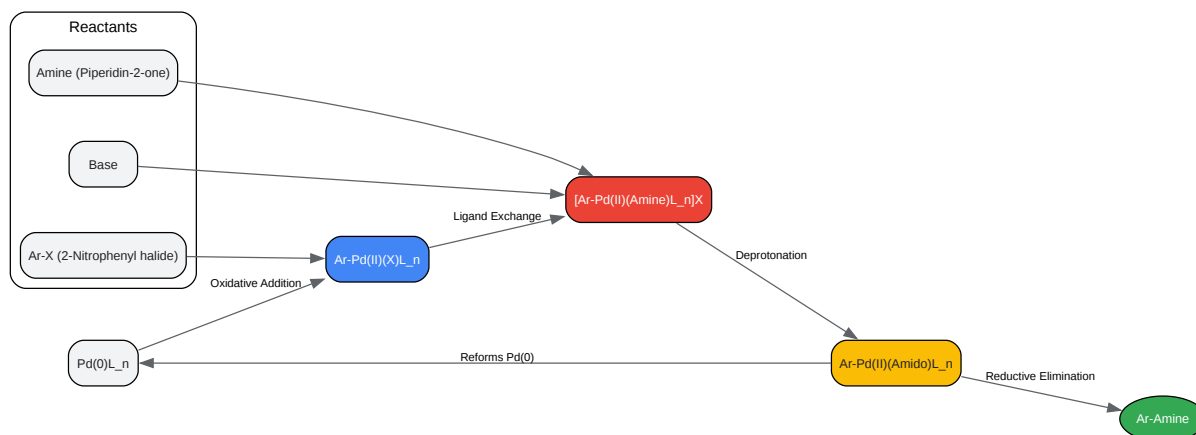 Reactants
Amine (Piperidin-2-one)
Base
[Ar-Pd(II)(Amine)L_n]X
Ligand Exchange
Ar-X (2-Nitrophenyl halide)
Ar-Pd(II)(X)L_n
Deprotonation
Oxidative Addition
Pd(0)L_n
Reforms Pd(0)
Ar-Pd(II)(Amido)L_n
Reductive Elimination
Ar-Amine